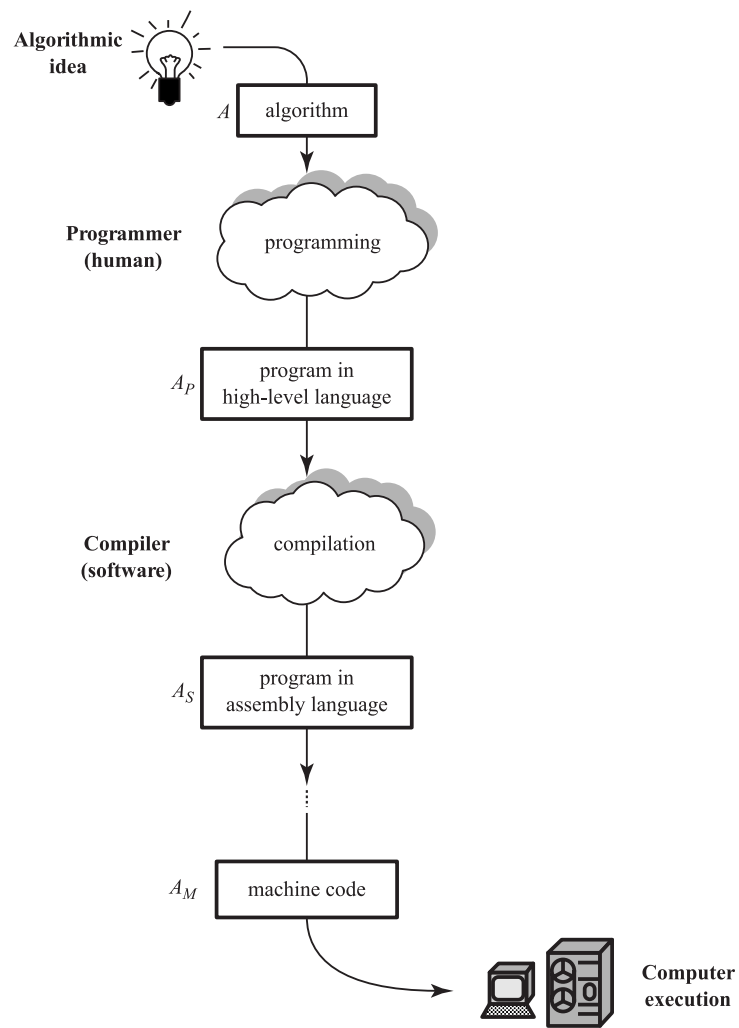 Algorithmic
idea
A
algorithm
Programmer
(human)
programming
A_P
program in
high-level language
Compiler
(software)
compilation
A_S
program in
assembly language
A_M
machine code
Computer
execution